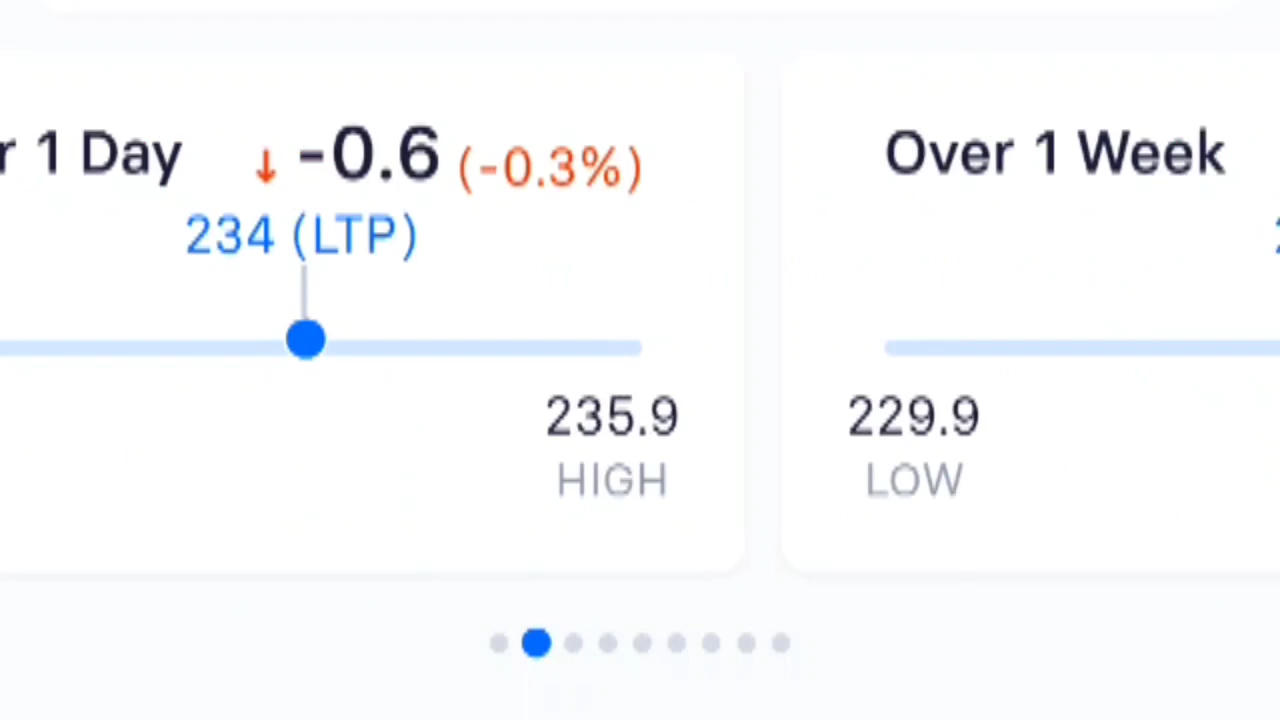 r 1 Day ↓ -0.6 (-0.3%)
234 (LTP)
235.9
HIGH
Over 1 Week
229.9
LOW